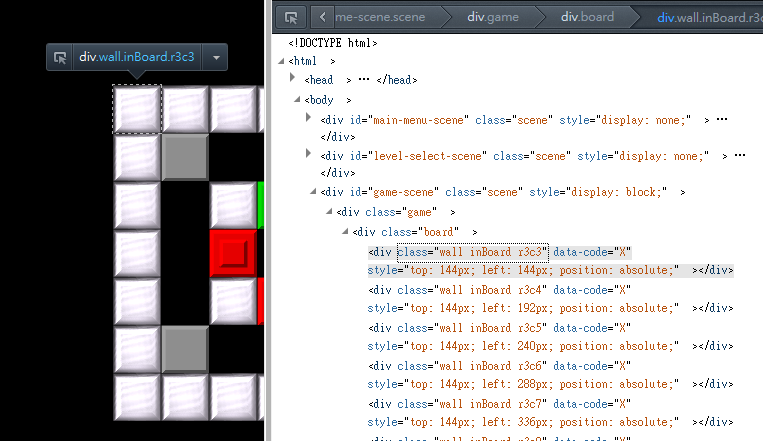 div.wall.inBoard.r3c3
me-scene.scene div.game div.board div.wall.inBoard.r3
<!DOCTYPE html>
<html >
<head > ··· </head>
<body >
<div id="main-menu-scene" class="scene" style="display: none;" > ···
</div>
<div id="level-select-scene" class="scene" style="display: none;" > ···
</div>
<div id="game-scene" class="scene" style="display: block;" >
<div class="game" >
<div class="board" >
<div class="wall inBoard r3c3" data-code="X"
style="top: 144px; left: 144px; position: absolute;" ></div>
<div class="wall inBoard r3c4" data-code="X"
style="top: 144px; left: 192px; position: absolute;" ></div>
<div class="wall inBoard r3c5" data-code="X"
style="top: 144px; left: 240px; position: absolute;" ></div>
<div class="wall inBoard r3c6" data-code="X"
style="top: 144px; left: 288px; position: absolute;" ></div>
<div class="wall inBoard r3c7" data-code="X"
style="top: 144px; left: 336px; position: absolute;" ></div>